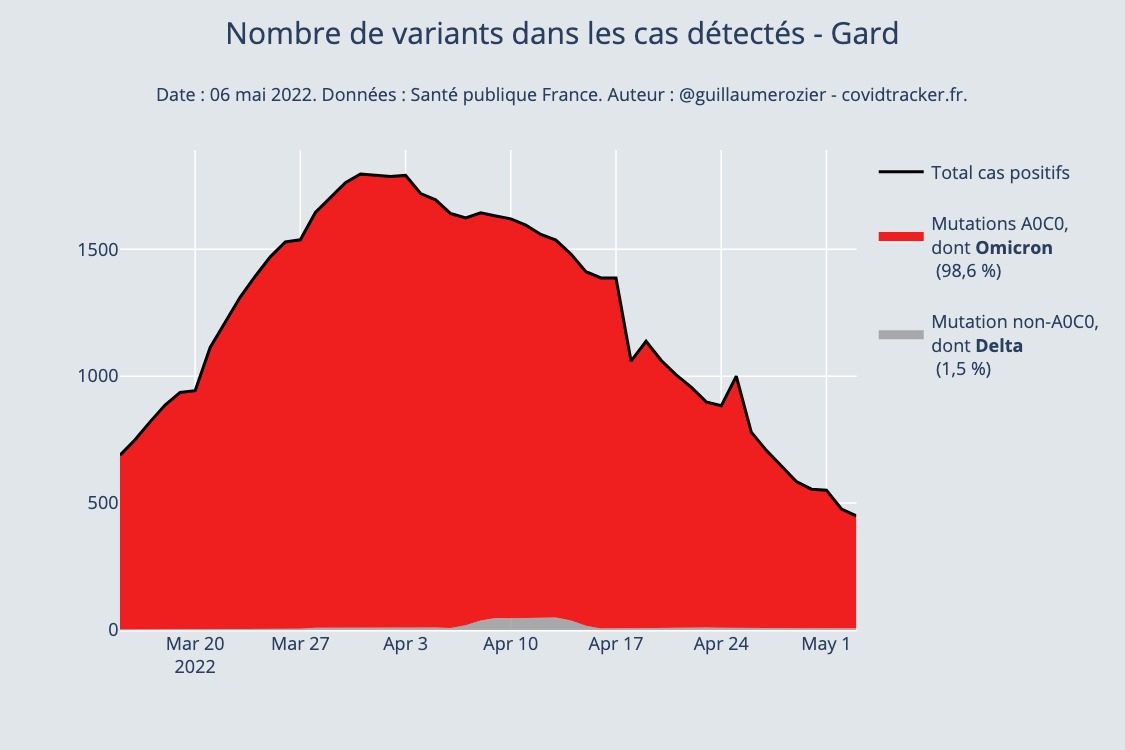 Nombre de variants dans les cas détectés - Gard
Date : 06 mai 2022. Données : Santé publique France. Auteur : @guillaumerozier - covidtracker.fr.
Total cas positifs
Mutations A0C0,
dont Omicron
(98,6 %)
Mutation non-A0C0,
dont Delta
(1,5 %)
1500
1000
500
0
Mar 20 Mar 27 Apr 3 Apr 10 Apr 17 Apr 24 May 1
2022